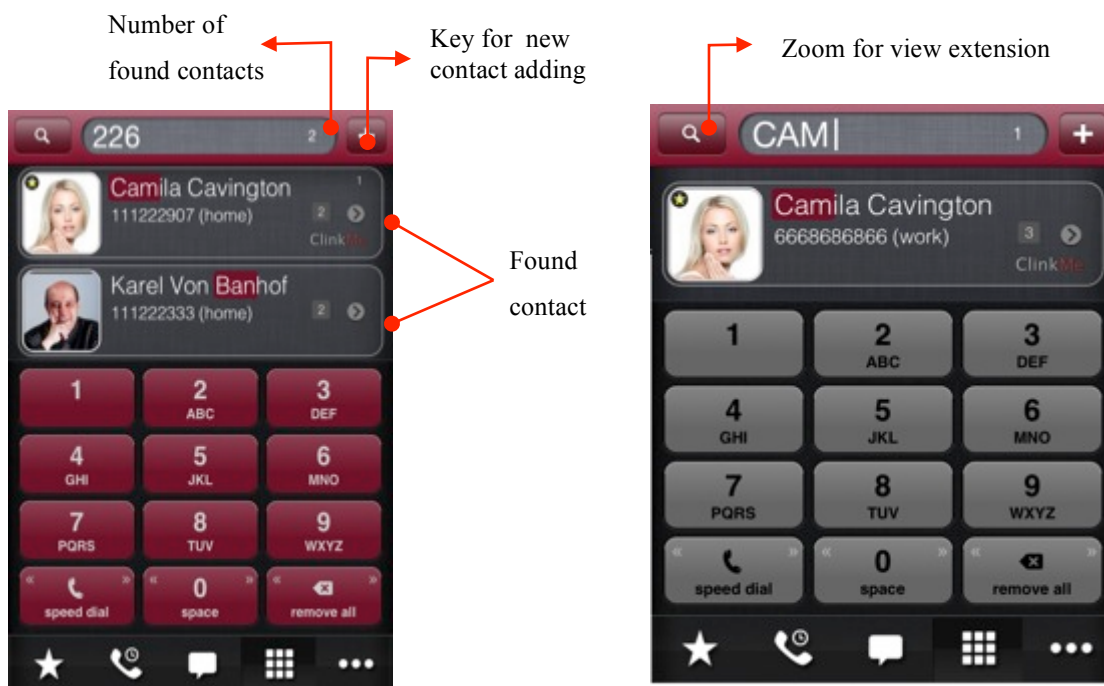 Number of
found contacts
Key for new
contact adding
Zoom for view extension
226
2
Camila Cavington
1
111222907 (home)
2
ClinkMe
Karel Von Banhof
111222333 (home)
2
Found
contact
1
2
3
ABC
DEF
4
5
6
GHI
JKL
MNO
7
8
9
PQRS
TUV
WXYZ
« » « 0 » « »
speed dial
space
remove all
CAM
1
+
Camila Cavington
6668686866 (work)
3
ClinkMe
1
2
3
ABC
DEF
4
5
6
GHI
JKL
MNO
7
8
9
PQRS
TUV
WXYZ
« » « 0 » « »
speed dial
space
remove all